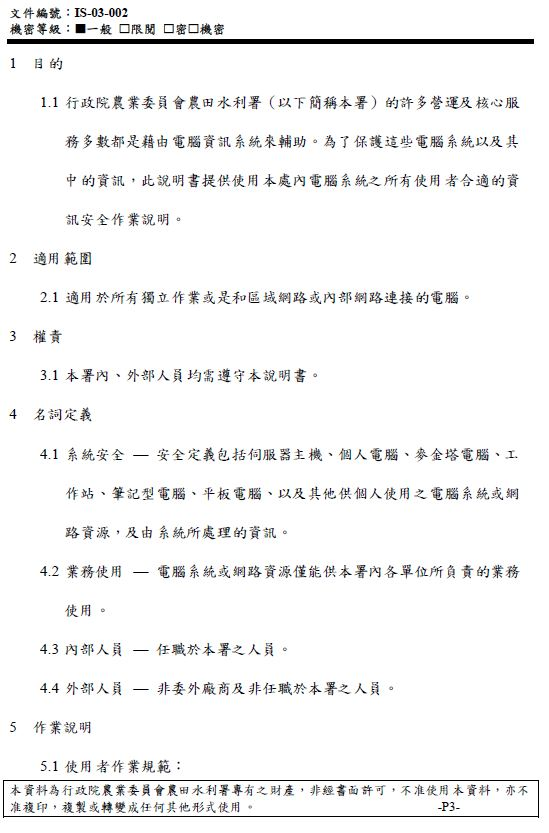 文件編號：IS-03-002
機密等級：■一般 □限閱 □密□機密
1 目的
1.1 行政院農業委員會農田水利署（以下簡稱本署）的許多營運及核心服
務多數都是藉由電腦資訊系統來輔助。為了保護這些電腦系統以及其
中的資訊，此說明書提供使用本處內電腦系統之所有使用者合適的資
訊安全作業說明。
2 適用範圍
2.1 適用於所有獨立作業或是和區域網路或內部網路連接的電腦。
3 權責
3.1 本署內、外部人員均需遵守本說明書。
4 名詞定義
4.1 系統安全 — 安全定義包括伺服器主機、個人電腦、麥金塔電腦、工
作站、筆記型電腦、平板電腦、以及其他供個人使用之電腦系統或網
路資源，及由系統所處理的資訊。
4.2 業務使用 — 電腦系統或網路資源僅能供本署內各單位所負責的業務
使用。
4.3 內部人員 — 任職於本署之人員。
4.4 外部人員 — 非委外廠商及非任職於本署之人員。
5 作業說明
5.1 使用者作業規範：
本資料為行政院農業委員會農田水利署專有之財產，非經書面許可，不准使用本資料，亦不
准複印，複製或轉變成任何其他形式使用。 -P3-